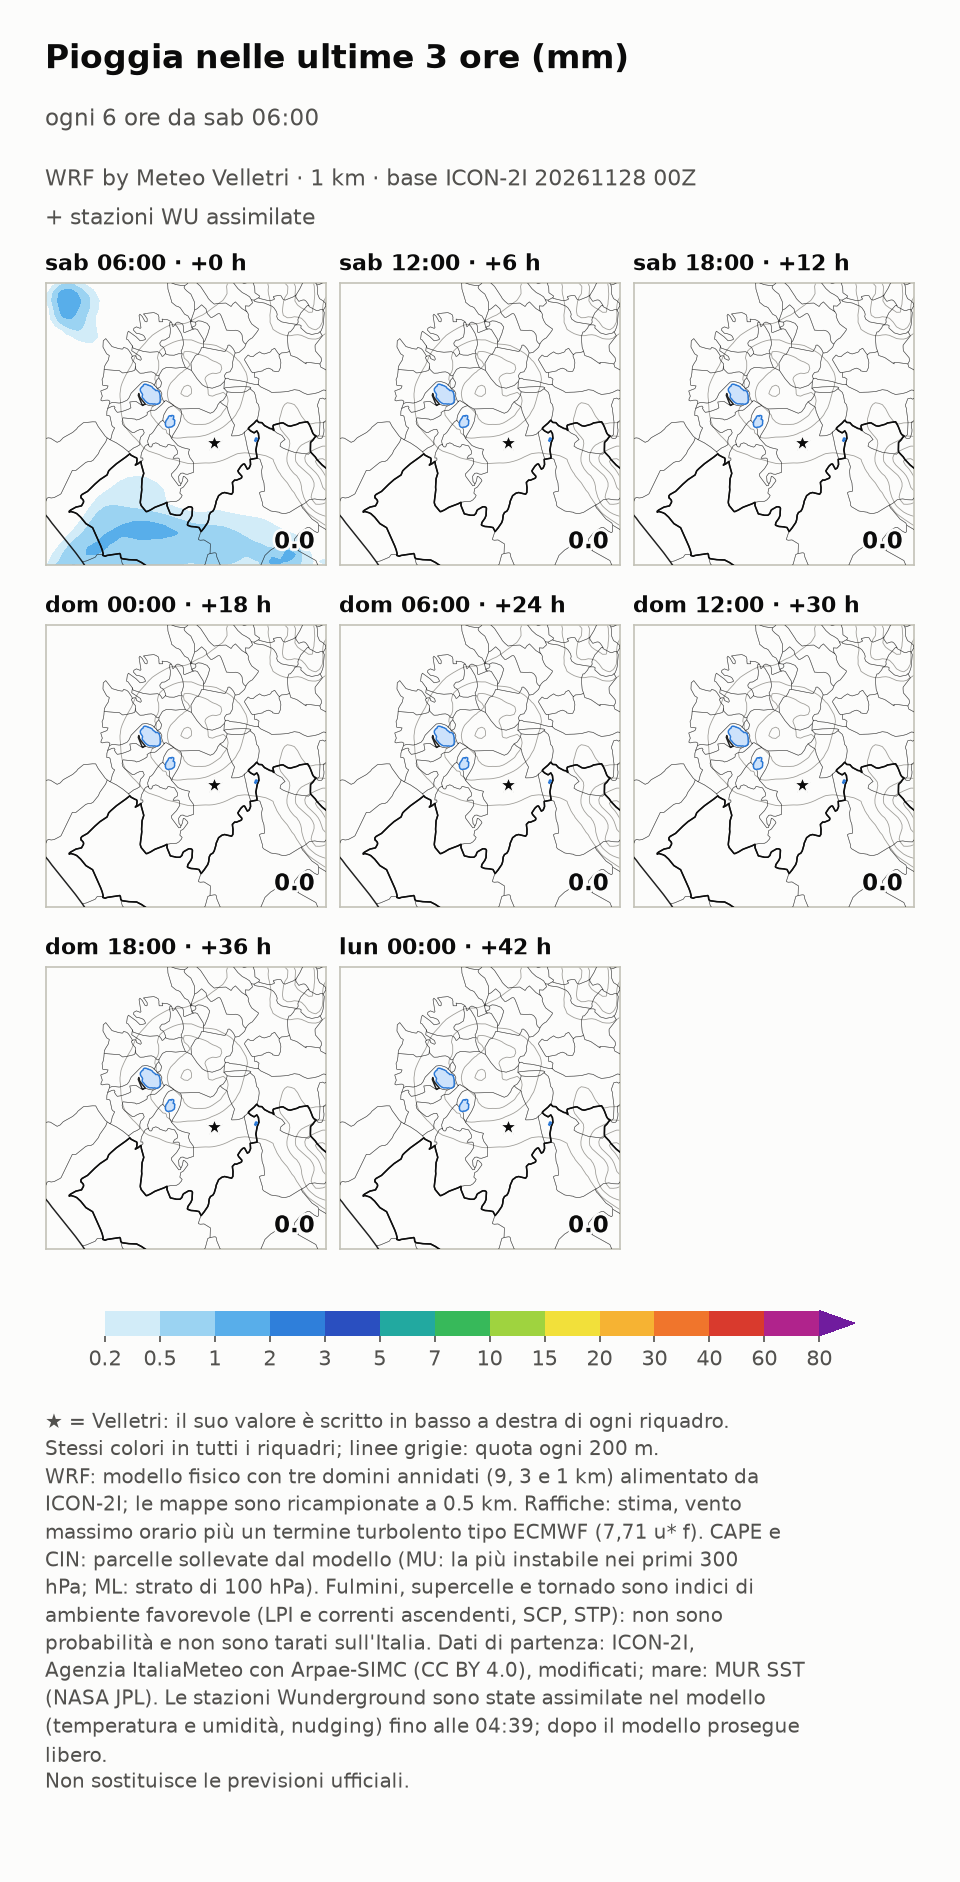 Pioggia nelle ultime 3 ore (mm)
ogni 6 ore da sab 06:00
WRF by Meteo Velletri · 1 km · base ICON-2I 20261128 00Z
+ stazioni WU assimilate
sab 06:00 · +0 h
sab 12:00 · +6 h
sab 18:00 · +12 h
0.0
0.0
0.0
dom 00:00 · +18 h
dom 06:00 · +24 h
dom 12:00 · +30 h
0.0
0.0
0.0
dom 18:00 · +36 h
lun 00:00 · +42 h
0.0
0.0
0.2 0.5 1 2 3 5 7 10 15 20 30 40 60 80
★ = Velletri: il suo valore è scritto in basso a destra di ogni riquadro.
Stessi colori in tutti i riquadri; linee grigie: quota ogni 200 m.
WRF: modello fisico con tre domini annidati (9, 3 e 1 km) alimentato da
ICON-2I; le mappe sono ricampionate a 0.5 km. Raffiche: stima, vento
massimo orario più un termine turbolento tipo ECMWF (7,71 u* f). CAPE e
CIN: parcelle sollevate dal modello (MU: la più instabile nei primi 300
hPa; ML: strato di 100 hPa). Fulmini, supercelle e tornado sono indici di
ambiente favorevole (LPI e correnti ascendenti, SCP, STP): non sono
probabilità e non sono tarati sull'Italia. Dati di partenza: ICON-2I,
Agenzia ItaliaMeteo con Arpae-SIMC (CC BY 4.0), modificati; mare: MUR SST
(NASA JPL). Le stazioni Wunderground sono state assimilate nel modello
(temperatura e umidità, nudging) fino alle 04:39; dopo il modello prosegue
libero.
Non sostituisce le previsioni ufficiali.